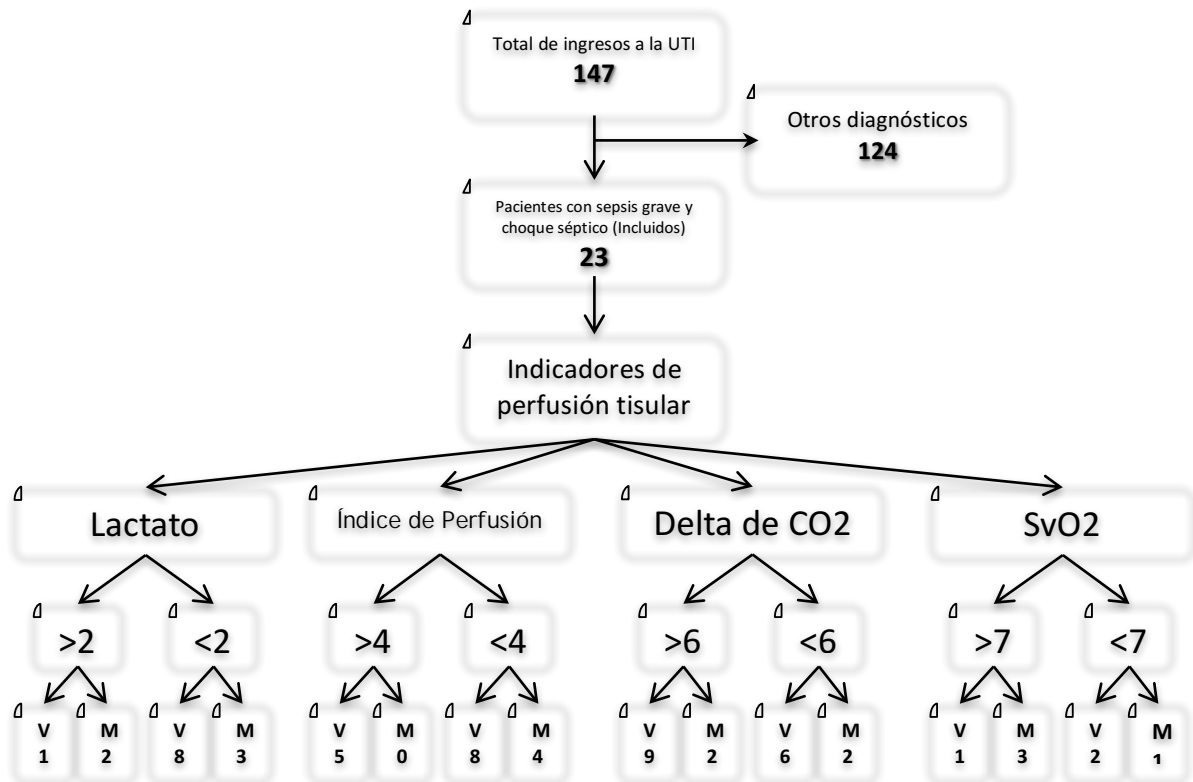 Total de ingresos a la UTI
147
Otros diagnósticos
124
Pacientes con sepsis grave y
choque séptico (Incluidos)
23
Indicadores de
perfusión tisular
Lactato
Índice de Perfusión
Delta de CO2
SvO2
>2
<2
>4
<4
>6
<6
>7
<7
V
1
M
2
V
8
M
3
V
5
M
0
V
8
M
4
V
9
M
2
V
6
M
2
V
1
M
3
V
2
M
1